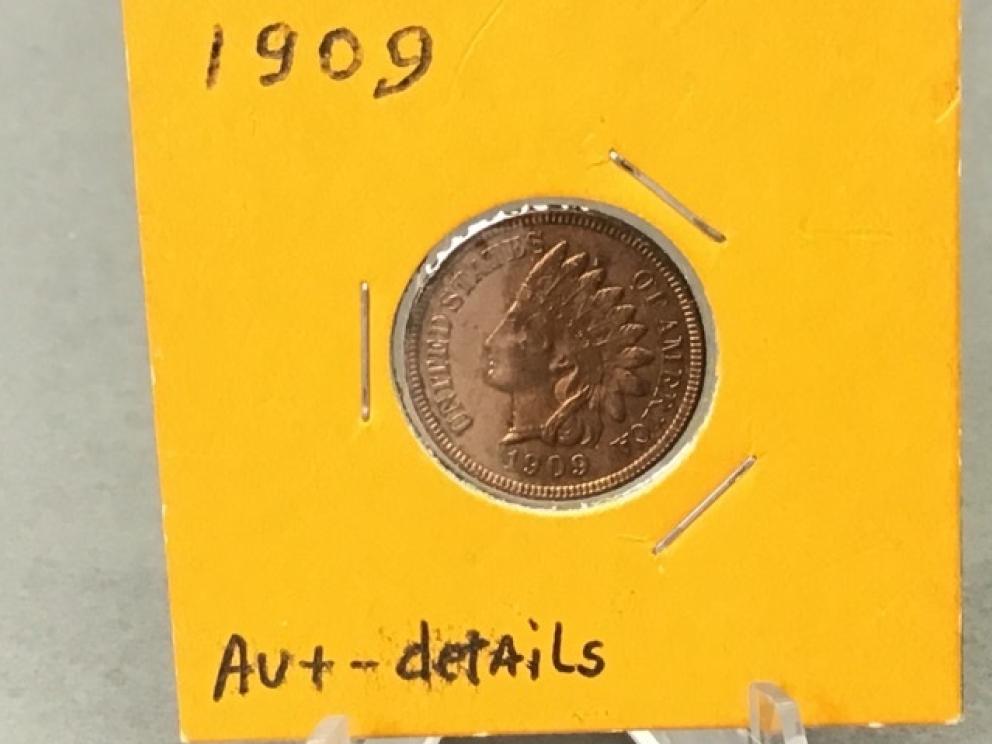 1909
UNITED STATES OF AMERICA
1909
AU+ - detAiLs